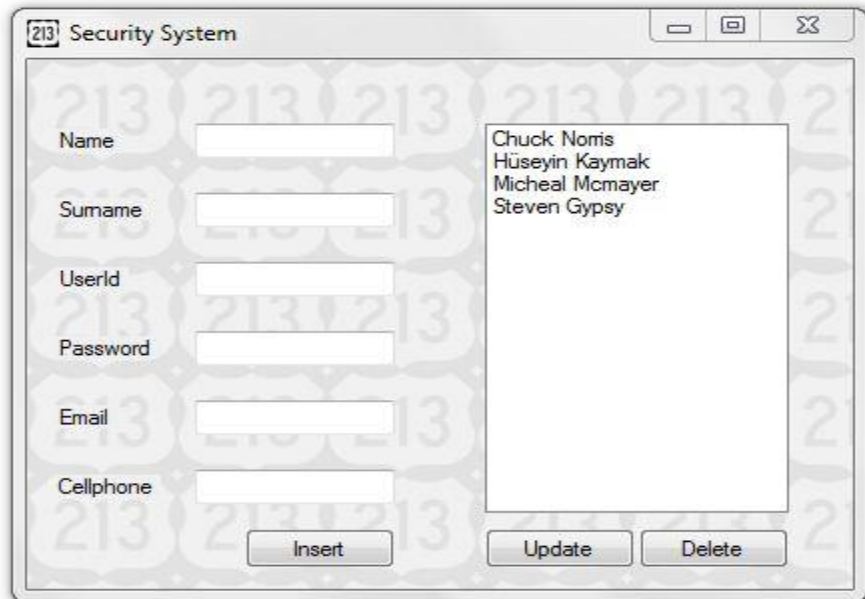 213 Security System
Name
Surname
UserId
Password
Email
Cellphone
Insert
Chuck Norris
Hüseyin Kaymak
Micheal Mcmayer
Steven Gypsy
Update
Delete
213